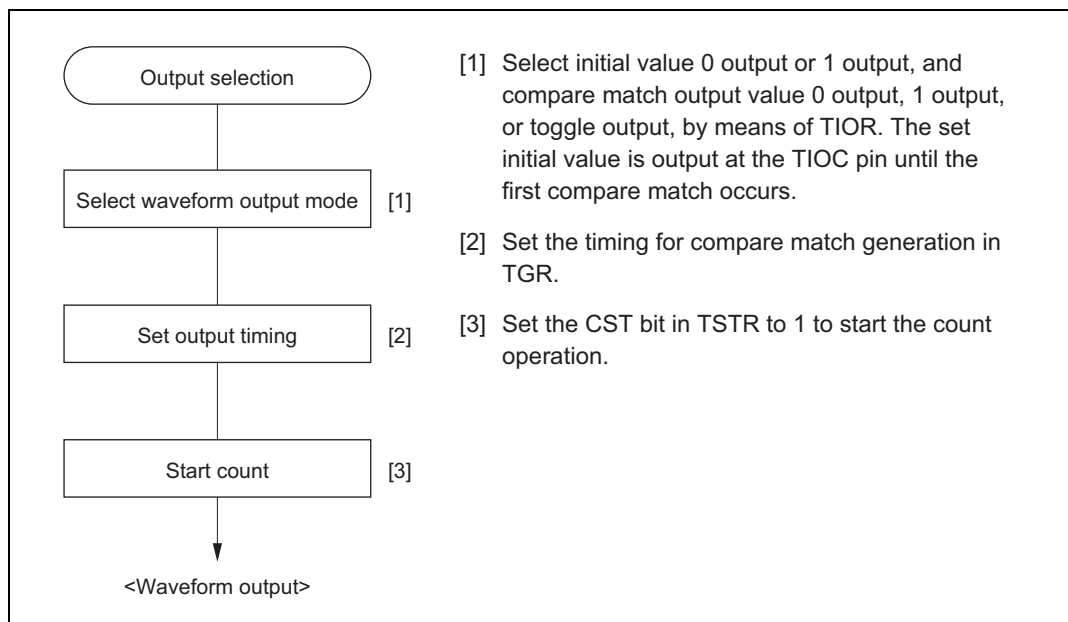 Output selection
Select waveform output mode [1]
Set output timing [2]
Start count [3]
<Waveform output>
[1] Select initial value 0 output or 1 output, and
compare match output value 0 output, 1 output,
or toggle output, by means of TIOR. The set
initial value is output at the TIOC pin until the
first compare match occurs.
[2] Set the timing for compare match generation in
TGR.
[3] Set the CST bit in TSTR to 1 to start the count
operation.